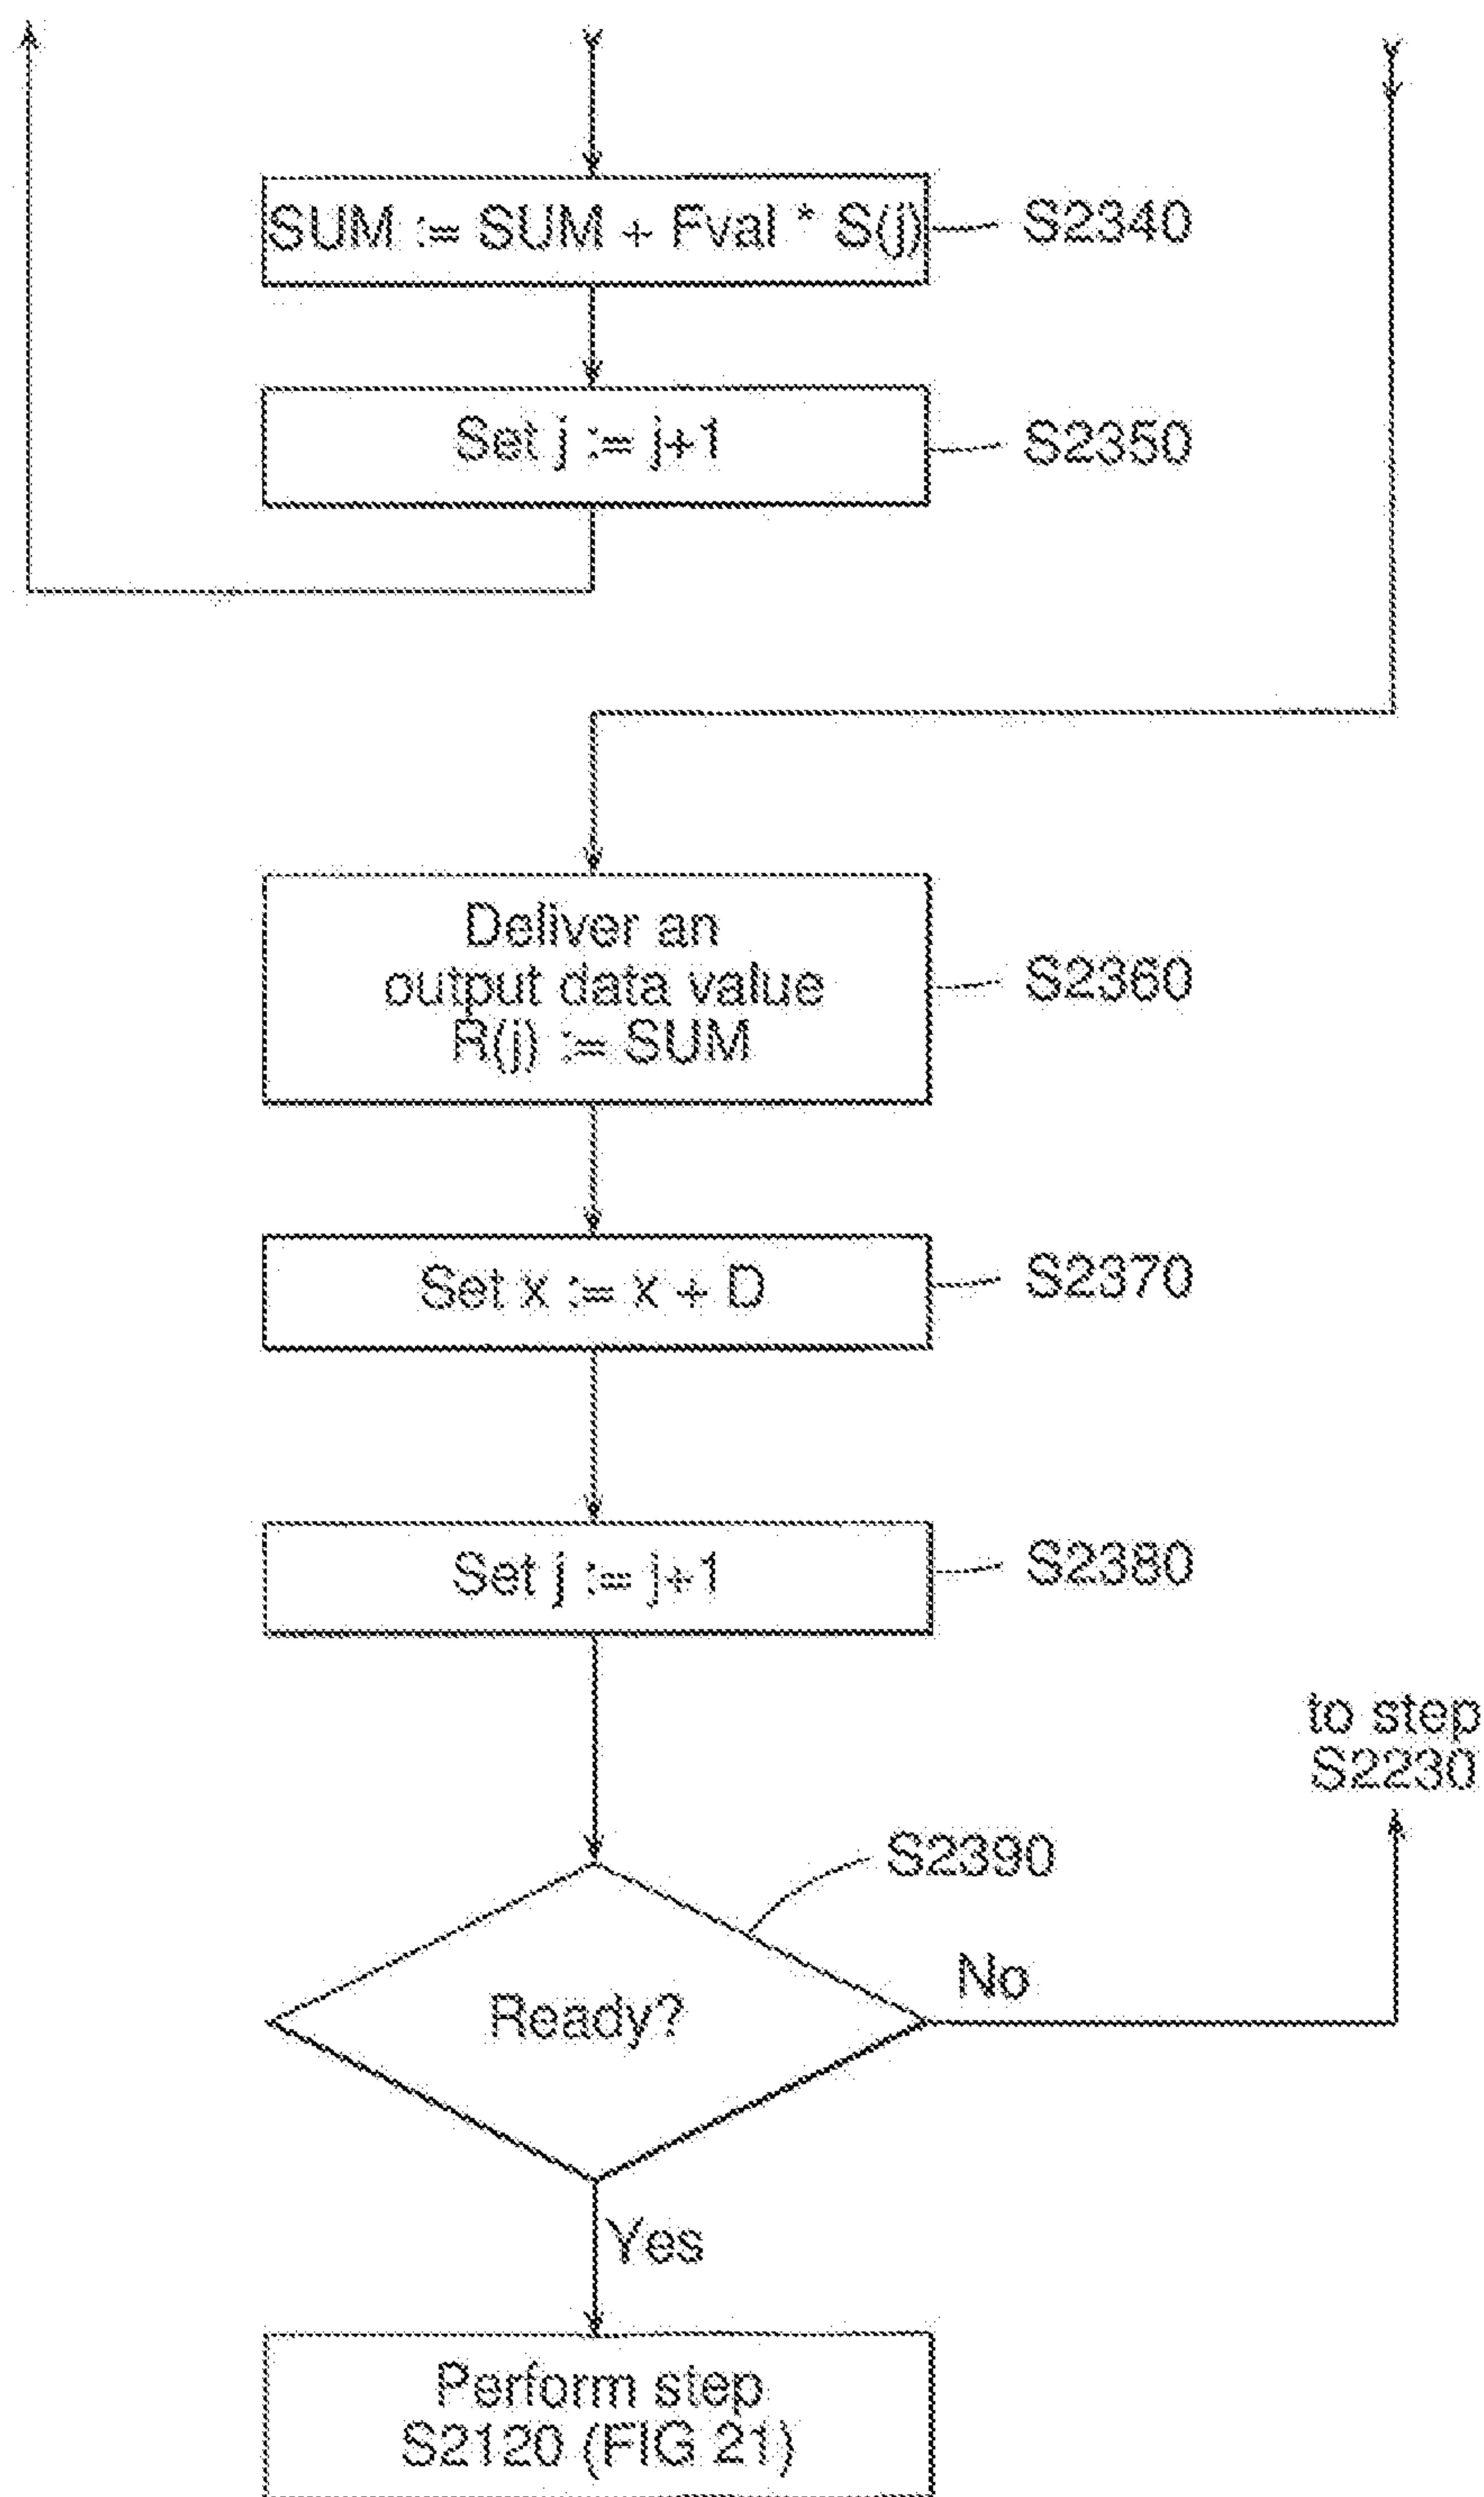 SUM := SUM + Fval * S(j)
S2340
Set j := j+1
S2350
Deliver an
output data value
R(j) := SUM
S2360
Set x := x + D
S2370
Set j := j+1
S2380
to step
S2230
S2390
No
Ready?
Yes
Perform step
S2120 (FIG 21)